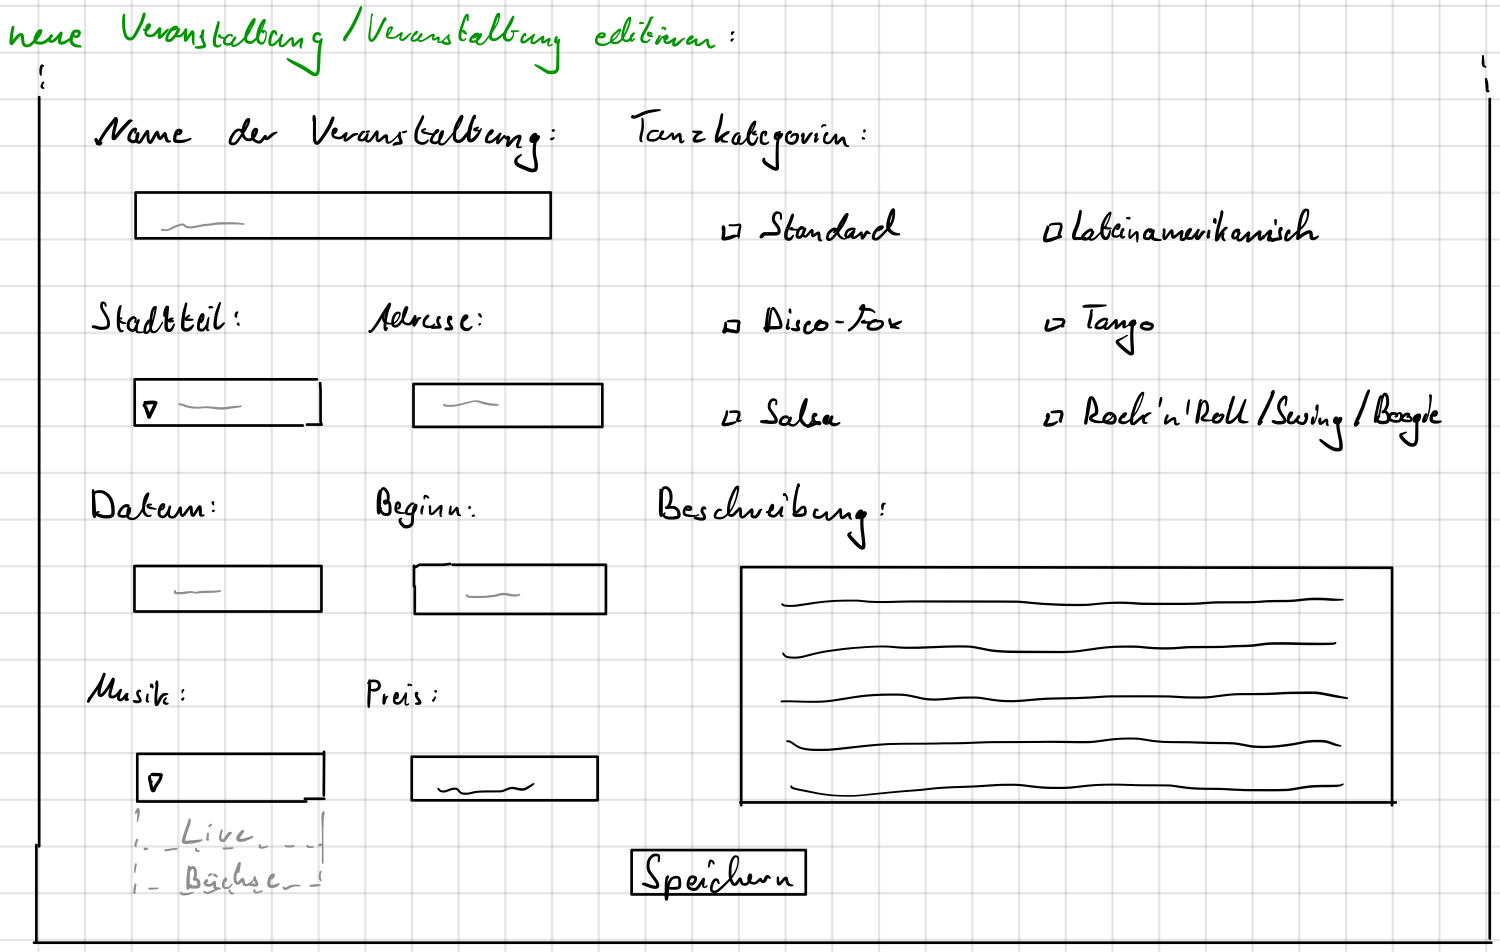 neue Veranstaltung / Veranstaltung editieren:
Name der Veranstaltung:
Tanzkategorien:
Standard
Lateinamerikanisch
Stadtteil:
Adresse:
Disco-Fox
Tango
Salsa
Rock'n'Roll/Swing/Boogie
Datum:
Beginn:
Beschreibung:
Musik:
Preis:
Live
Büchse
Speichern